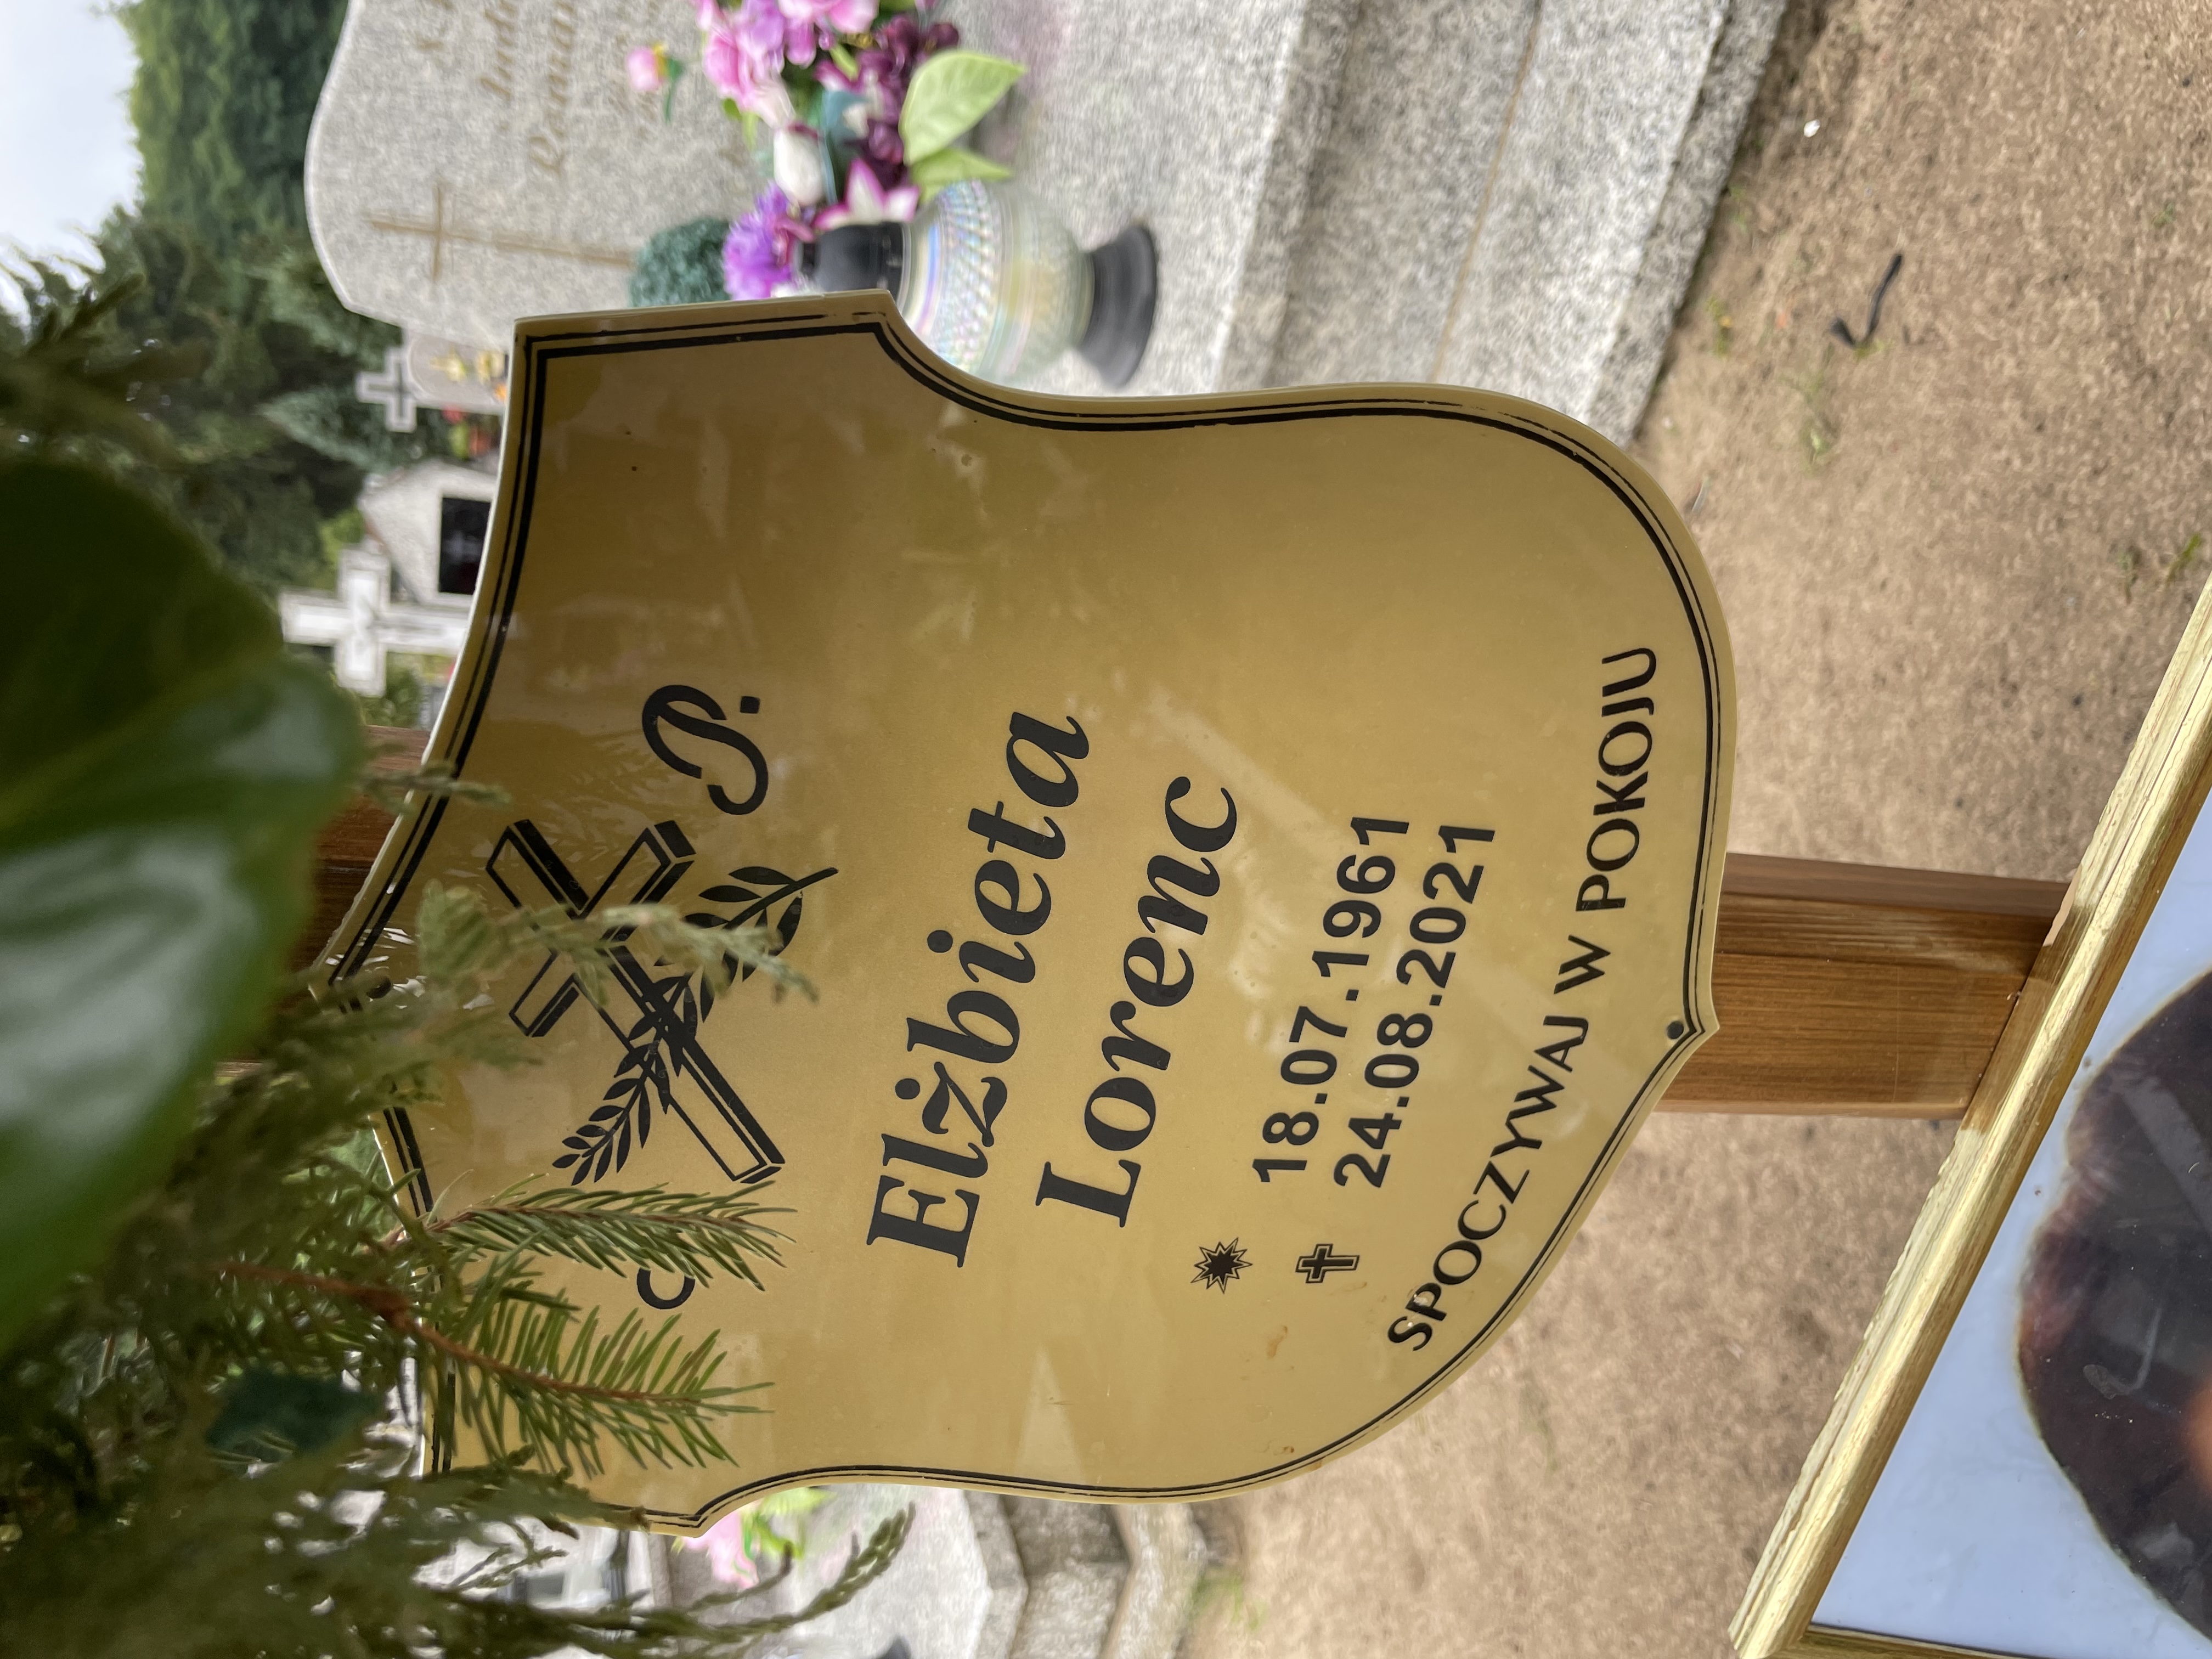 Ś. P.
Elżbieta
Lorenc
18.07.1961
24.08.2021
SPOCZYWAJ W POKOJU